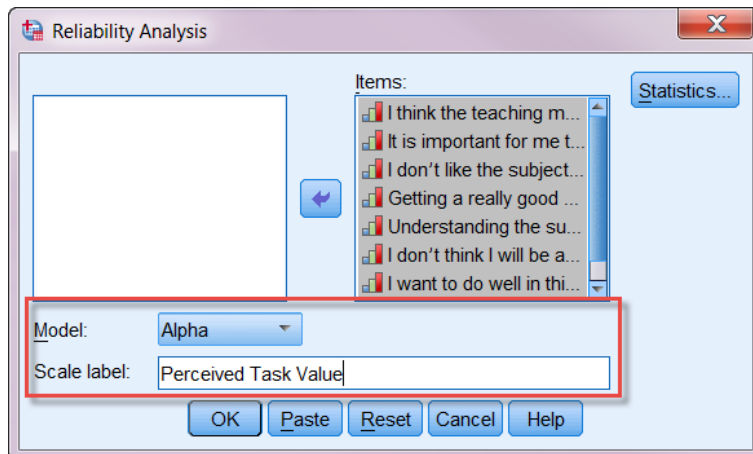 Reliability Analysis
Items:
Statistics...
I think the teaching m...
It is important for me t...
I don't like the subject...
Getting a really good ...
Understanding the su...
I don't think I will be a...
I want to do well in thi...
Model:
Alpha
Scale label:
Perceived Task Value
OK Paste Reset Cancel Help